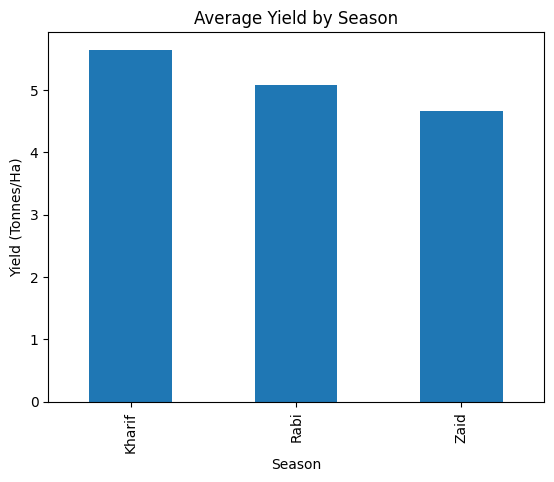 Average Yield by Season
Yield (Tonnes/Ha)
5
4
3
2
1
0
Kharif
Rabi
Zaid
Season